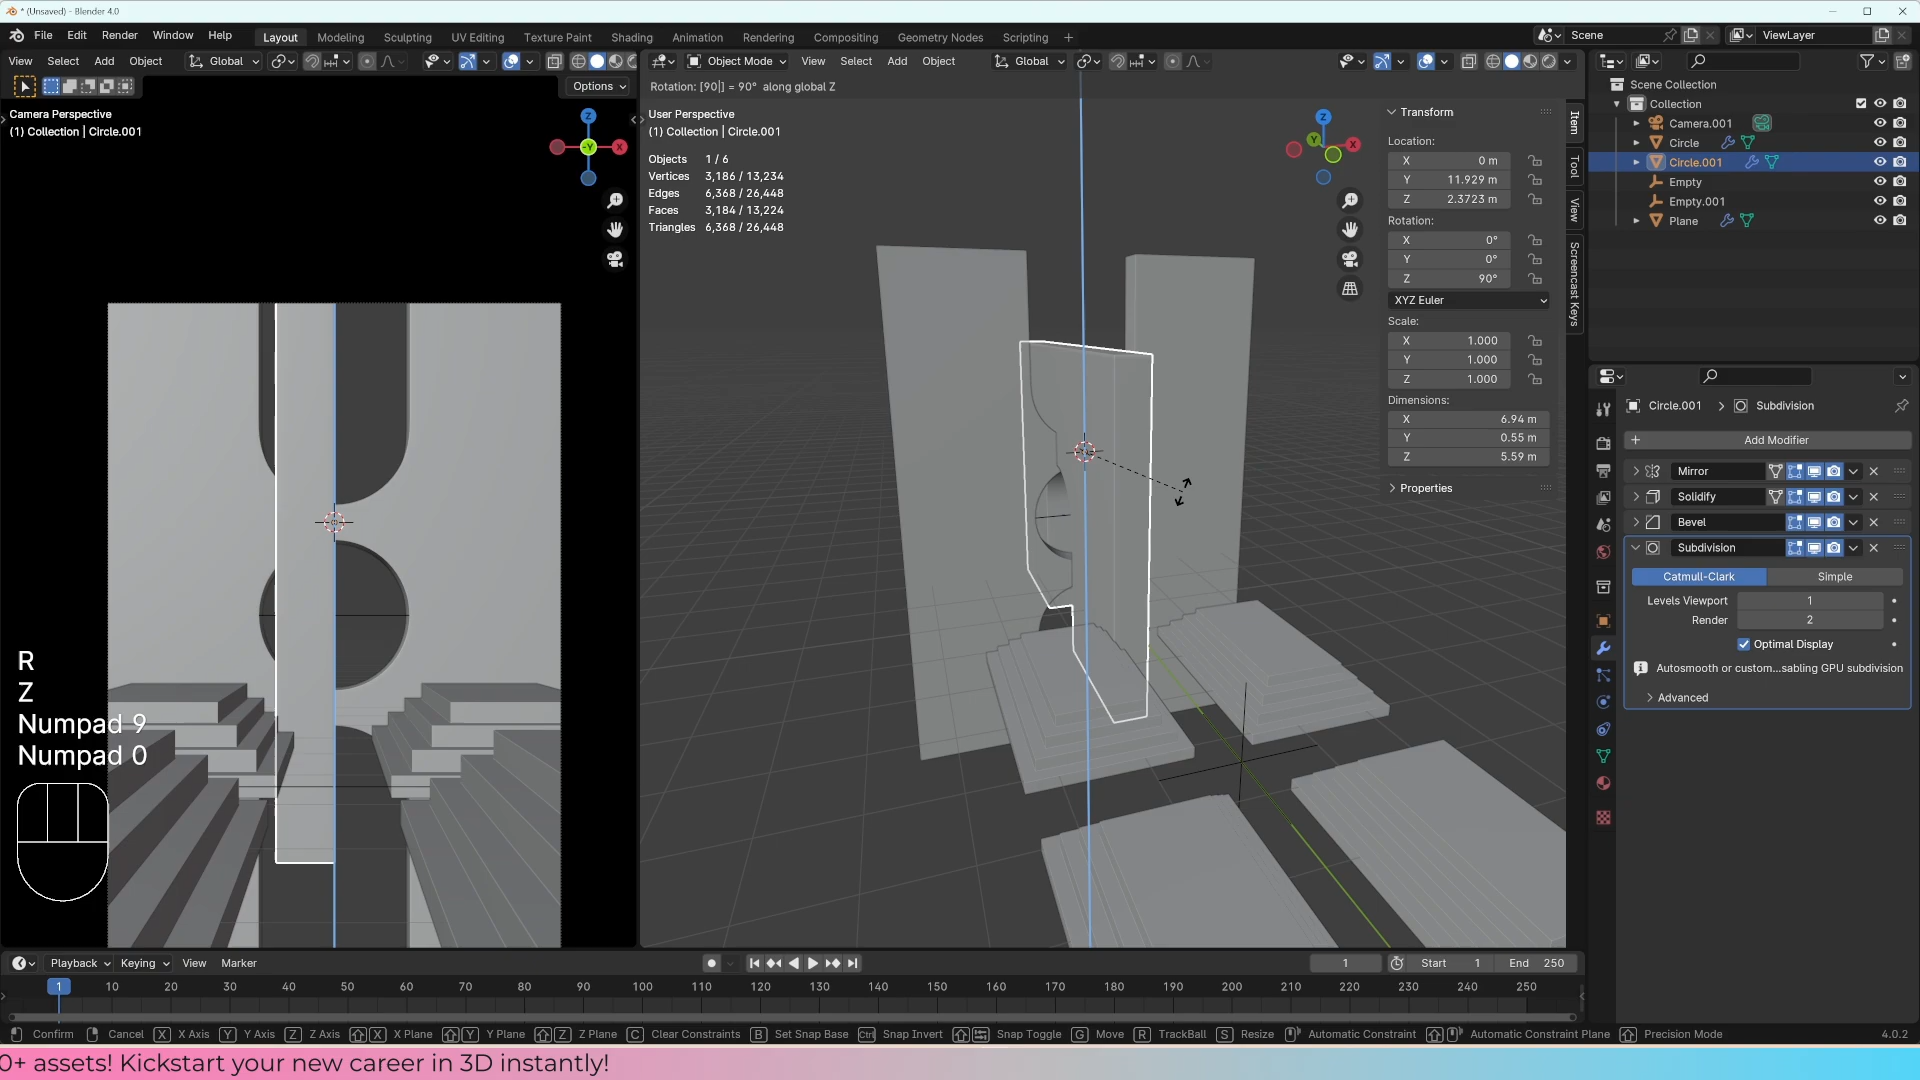 * (Unsaved) - Blender 4.0
File Edit Render Window Help
Layout Modeling Sculpting UV Editing Texture Paint Shading Animation Rendering Compositing Geometry Nodes Scripting +
Scene
ViewLayer
View Select Add Object Global
Object Mode View Select Add Object Global
Options
Camera Perspective
(1) Collection | Circle.001
Z
-Y
X
Rotation: [90|] = 90° along global Z
User Perspective
(1) Collection | Circle.001
Objects 1 / 6
Vertices 3,186 / 13,234
Edges 6,368 / 26,448
Faces 3,184 / 13,224
Triangles 6,368 / 26,448
Z
Y
X
Transform
Location:
X 0 m
Y 11.929 m
Z 2.3723 m
Rotation:
X 0°
Y 0°
Z 90°
XYZ Euler
Scale:
X 1.000
Y 1.000
Z 1.000
Dimensions:
X 6.94 m
Y 0.55 m
Z 5.59 m
Properties
Item
Tool
View
Screencast Keys
Scene Collection
Collection
Camera.001
Circle
Circle.001
Empty
Empty.001
Plane
Circle.001 > Subdivision
+ Add Modifier
Mirror
Solidify
Bevel
Subdivision
Catmull-Clark Simple
Levels Viewport 1
Render 2
Optimal Display
Autosmooth or custom...sabling GPU subdivision
Advanced
R
Z
Numpad 9
Numpad 0
Playback Keying View Marker
1 Start 1 End 250
1 10 20 30 40 50 60 70 80 90 100 110 120 130 140 150 160 170 180 190 200 210 220 230 240 250
Confirm Cancel X X Axis Y Y Axis Z Z Axis X X Plane Y Y Plane Z Z Plane C Clear Constraints B Set Snap Base Ctrl Snap Invert Snap Toggle G Move R TrackBall S Resize Automatic Constraint Automatic Constraint Plane Precision Mode 4.0.2
0+ assets! Kickstart your new career in 3D instantly!